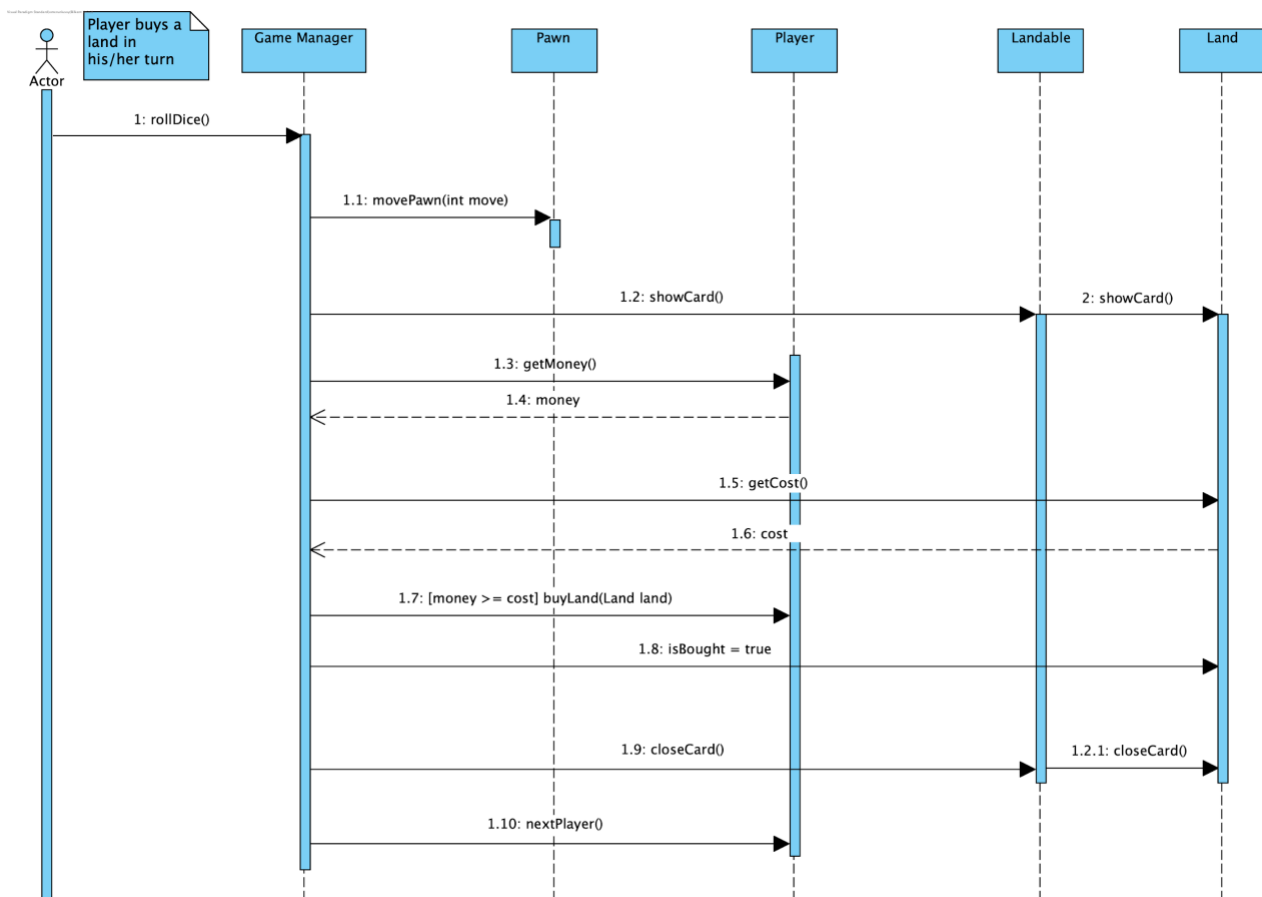 Player buys a
land in
his/her turn
Actor
Game Manager
Pawn
Player
Landable
Land
1: rollDice()
1.1: movePawn(int move)
1.2: showCard()
2: showCard()
1.3: getMoney()
1.4: money
1.5: getCost()
1.6: cost
1.7: [money >= cost] buyLand(Land land)
1.8: isBought = true
1.9: closeCard()
1.2.1: closeCard()
1.10: nextPlayer()